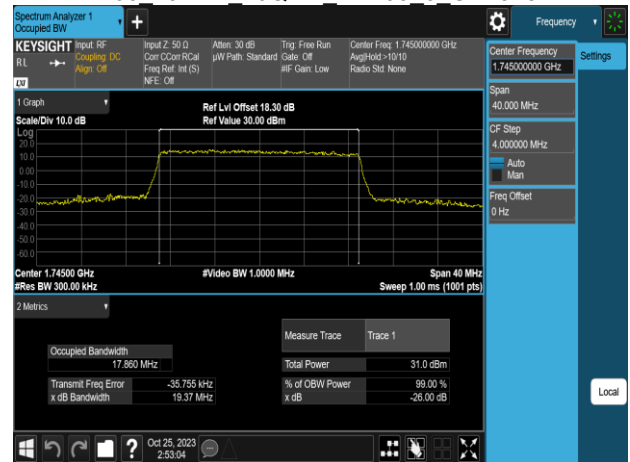 Spectrum Analyzer 1
Occupied BW
Frequency
KEYSIGHT
Input: RF
Input Z: 50 Ω
Atten: 30 dB
Trig: Free Run
Center Freq: 1.745000000 GHz
RL
Coupling: DC
Corr CCorr RCal
µW Path: Standard
Gate: Off
Avg|Hold:>10/10
Align: Off
Freq Ref: Int (S)
#IF Gain: Low
Radio Std: None
NFE: Off
LXI
Center Frequency
1.745000000 GHz
Settings
Span
40.000 MHz
CF Step
4.000000 MHz
Auto
Man
Freq Offset
0 Hz
1 Graph
Ref Lvl Offset 18.30 dB
Scale/Div 10.0 dB
Ref Value 30.00 dBm
Log
20.0
10.0
0.00
-10.0
-20.0
-30.0
-40.0
-50.0
-60.0
Center 1.74500 GHz
#Video BW 1.0000 MHz
Span 40 MHz
#Res BW 300.00 kHz
Sweep 1.00 ms (1001 pts)
2 Metrics
Measure Trace
Trace 1
Occupied Bandwidth
17.860 MHz
Total Power
31.0 dBm
Transmit Freq Error
-35.755 kHz
% of OBW Power
99.00 %
x dB Bandwidth
19.37 MHz
x dB
-26.00 dB
Local
Oct 25, 2023
2:53:04